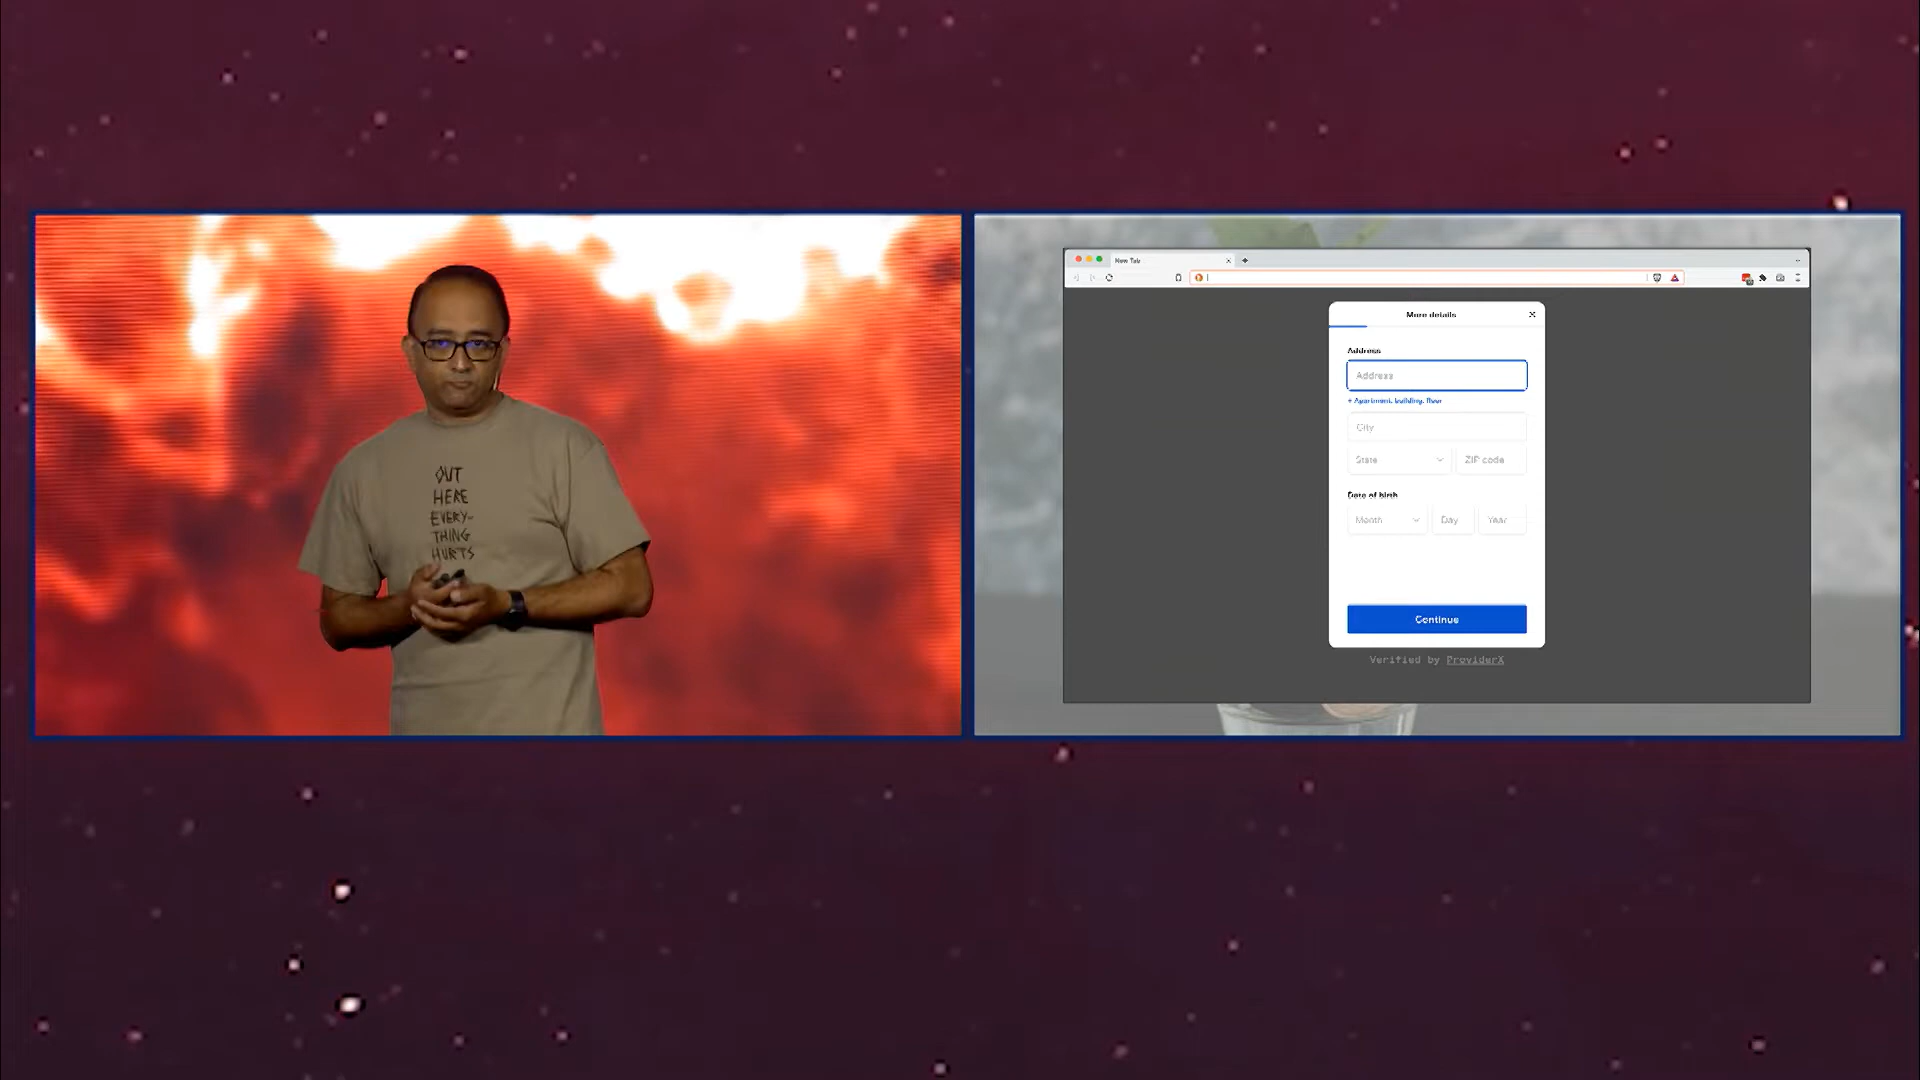 OUT
HERE
EVERY-
THING
HURTS
New Tab
More details
Address
Address
+ Apartment, building, floor
City
State
ZIP code
Date of birth
Month
Day
Year
Continue
Verified by ProviderX